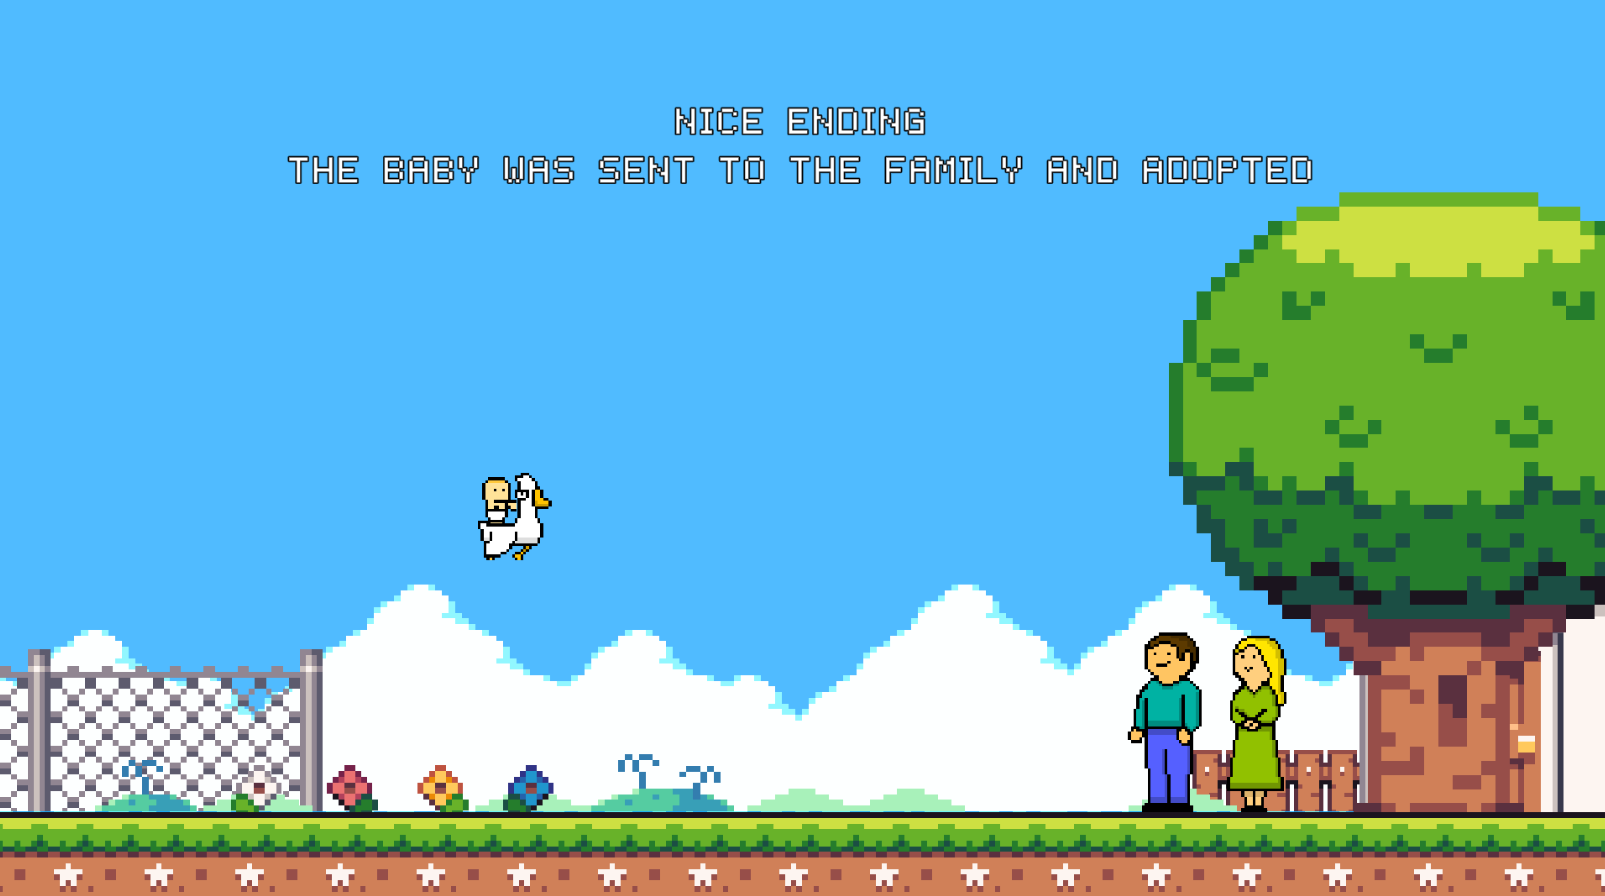 NICE ENDING
THE BABY WAS SENT TO THE FAMILY AND ADOPTED